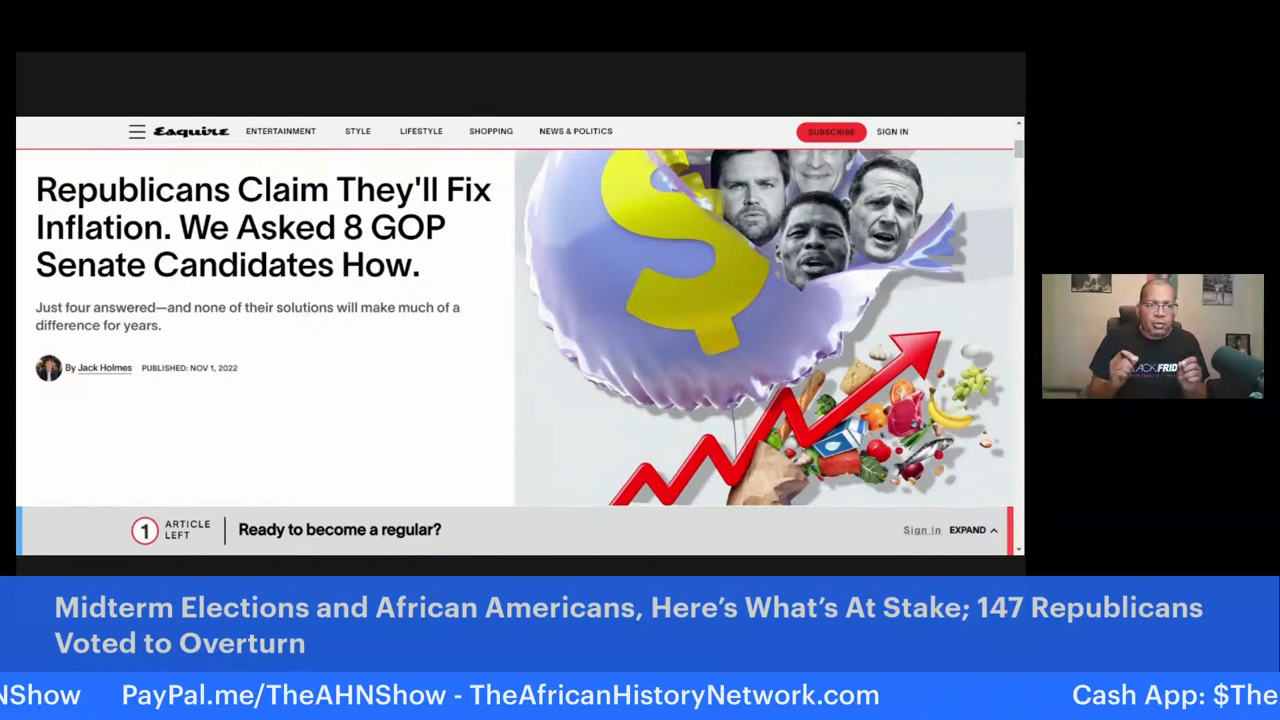 Esquire ENTERTAINMENT STYLE LIFESTYLE SHOPPING NEWS & POLITICS SUBSCRIBE SIGN IN
Republicans Claim They'll Fix
Inflation. We Asked 8 GOP
Senate Candidates How.
Just four answered—and none of their solutions will make much of a
difference for years.
By Jack Holmes PUBLISHED: NOV 1, 2022
$
1 ARTICLE
LEFT
Ready to become a regular?
Sign In EXPAND
LACK FRID
Midterm Elections and African Americans, Here's What's At Stake; 147 Republicans
Voted to Overturn
NShow PayPal.me/TheAHNShow - TheAfricanHistoryNetwork.com Cash App: $The